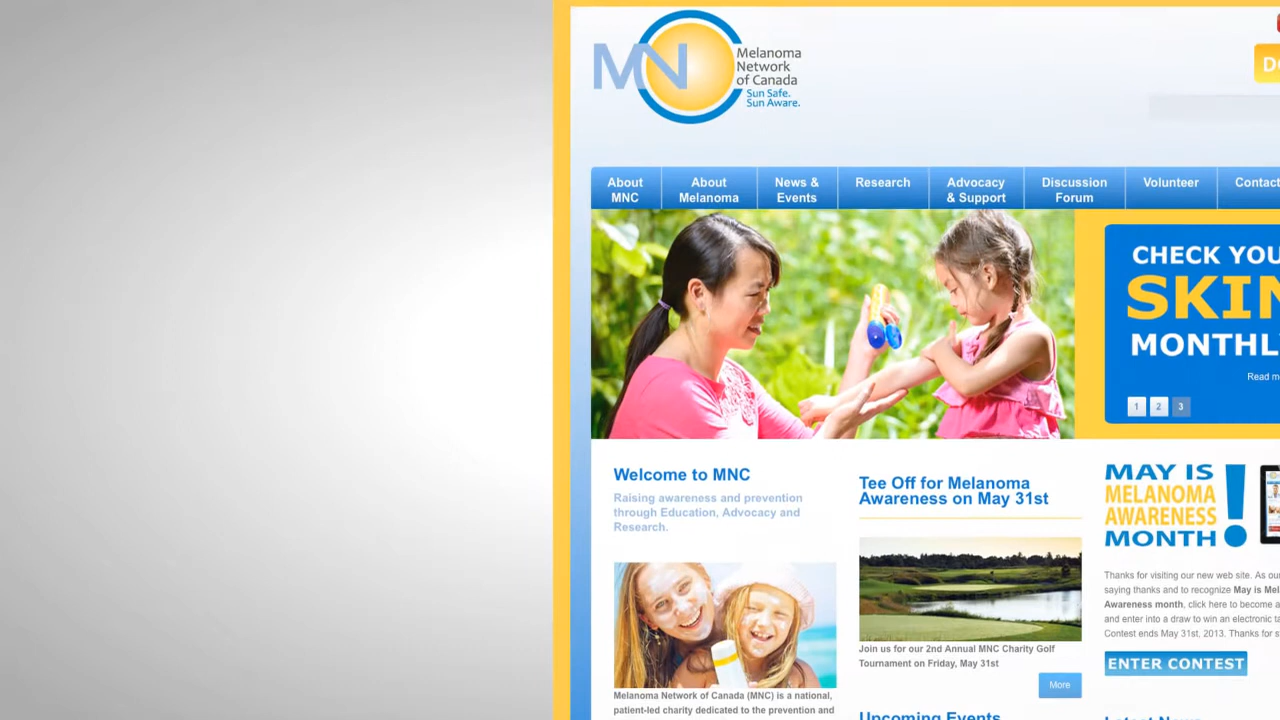 MN
Melanoma
Network
of Canada
Sun Safe.
Sun Aware.
About
MNC
About
Melanoma
News &
Events
Research
Advocacy
& Support
Discussion
Forum
Volunteer
Contact
CHECK YOU
SKIN
MONTHL
Read m
1 2 3
Welcome to MNC
Raising awareness and prevention
through Education, Advocacy and
Research.
Melanoma Network of Canada (MNC) is a national,
patient-led charity dedicated to the prevention and
Tee Off for Melanoma
Awareness on May 31st
Join us for our 2nd Annual MNC Charity Golf
Tournament on Friday, May 31st
More
Upcoming Events
MAY IS
MELANOMA
AWARENESS
MONTH!
Thanks for visiting our new web site. As ou
saying thanks and to recognize May is Mel
Awareness month, click here to become a
and enter into a draw to win an electronic ta
Contest ends May 31st, 2013. Thanks for s
ENTER CONTEST
Latest News